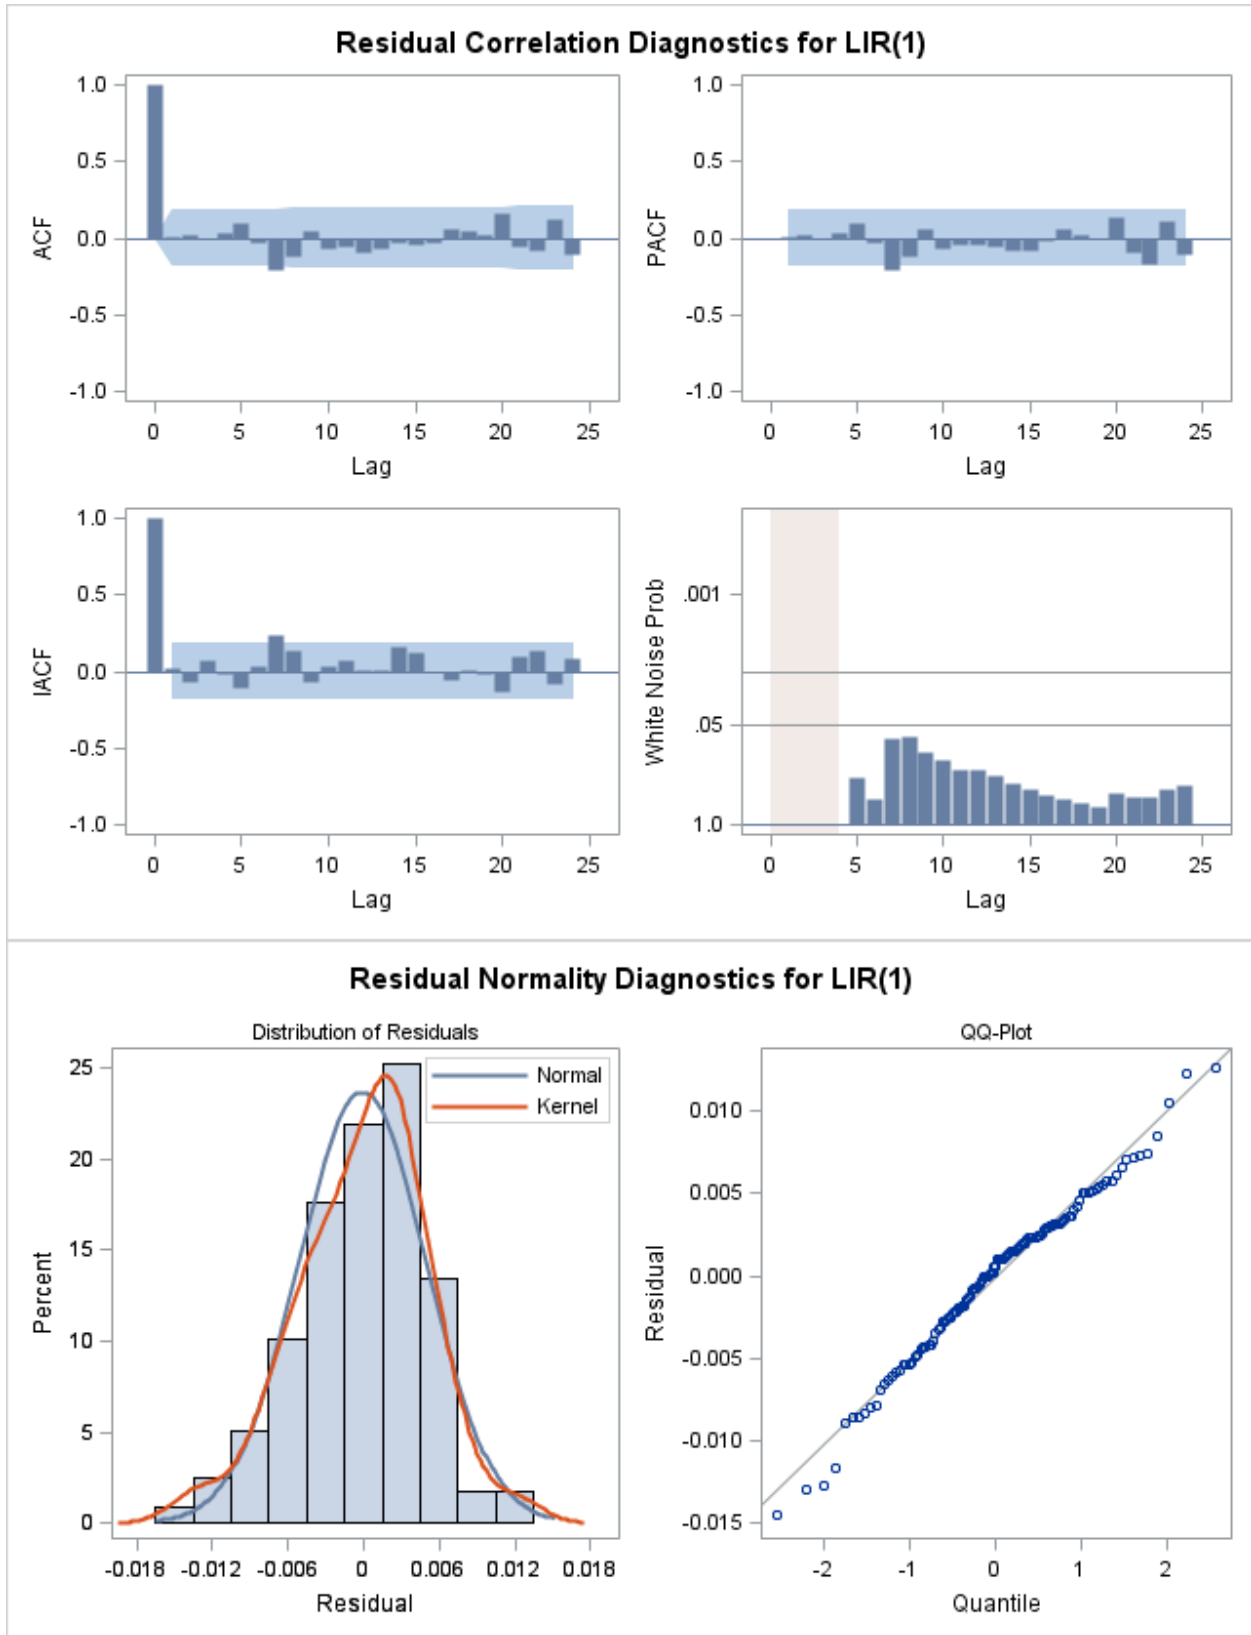 Residual Correlation Diagnostics for LIR(1)
1.0
0.5
0.0
-0.5
-1.0
ACF
0 5 10 15 20 25
Lag
1.0
0.5
0.0
-0.5
-1.0
PACF
0 5 10 15 20 25
Lag
1.0
0.5
0.0
-0.5
-1.0
IACF
0 5 10 15 20 25
Lag
.001
.05
1.0
White Noise Prob
0 5 10 15 20 25
Lag
Residual Normality Diagnostics for LIR(1)
Distribution of Residuals
25
20
15
10
5
0
Percent
Normal
Kernel
-0.018 -0.012 -0.006 0 0.006 0.012 0.018
Residual
QQ-Plot
0.010
0.005
0.000
-0.005
-0.010
-0.015
Residual
-2 -1 0 1 2
Quantile